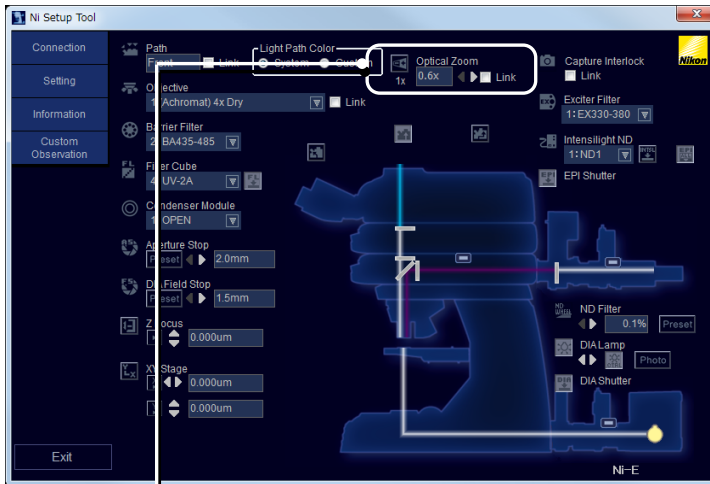 Ni Setup Tool
Connection
Setting
Information
Custom
Observation
Exit
Path
Front
Link
Light Path Color
System
Custom
Optical Zoom
1x
0.6x
Link
Capture Interlock
Link
Nikon
Objective
1:(Achromat) 4x Dry
Link
Exciter Filter
1:EX330-380
Barrier Filter
2:BA435-485
Intensilight ND
1:ND1
EPI Shutter
Filter Cube
4:UV-2A
Condenser Module
1:OPEN
Aperture Stop
Preset
2.0mm
DIA Field Stop
Preset
1.5mm
Z Focus
0.000um
XY Stage
0.000um
0.000um
ND Filter
0.1%
Preset
DIA Lamp
Photo
DIA Shutter
Ni-E